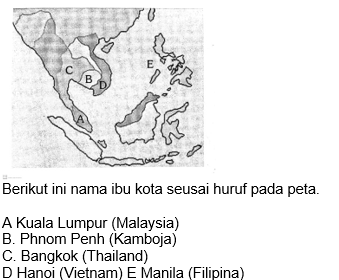 E
C
B
D
A
Berikut ini nama ibu kota seusai huruf pada peta.
A Kuala Lumpur (Malaysia)
B. Phnom Penh (Kamboja)
C. Bangkok (Thailand)
D Hanoi (Vietnam) E Manila (Filipina)